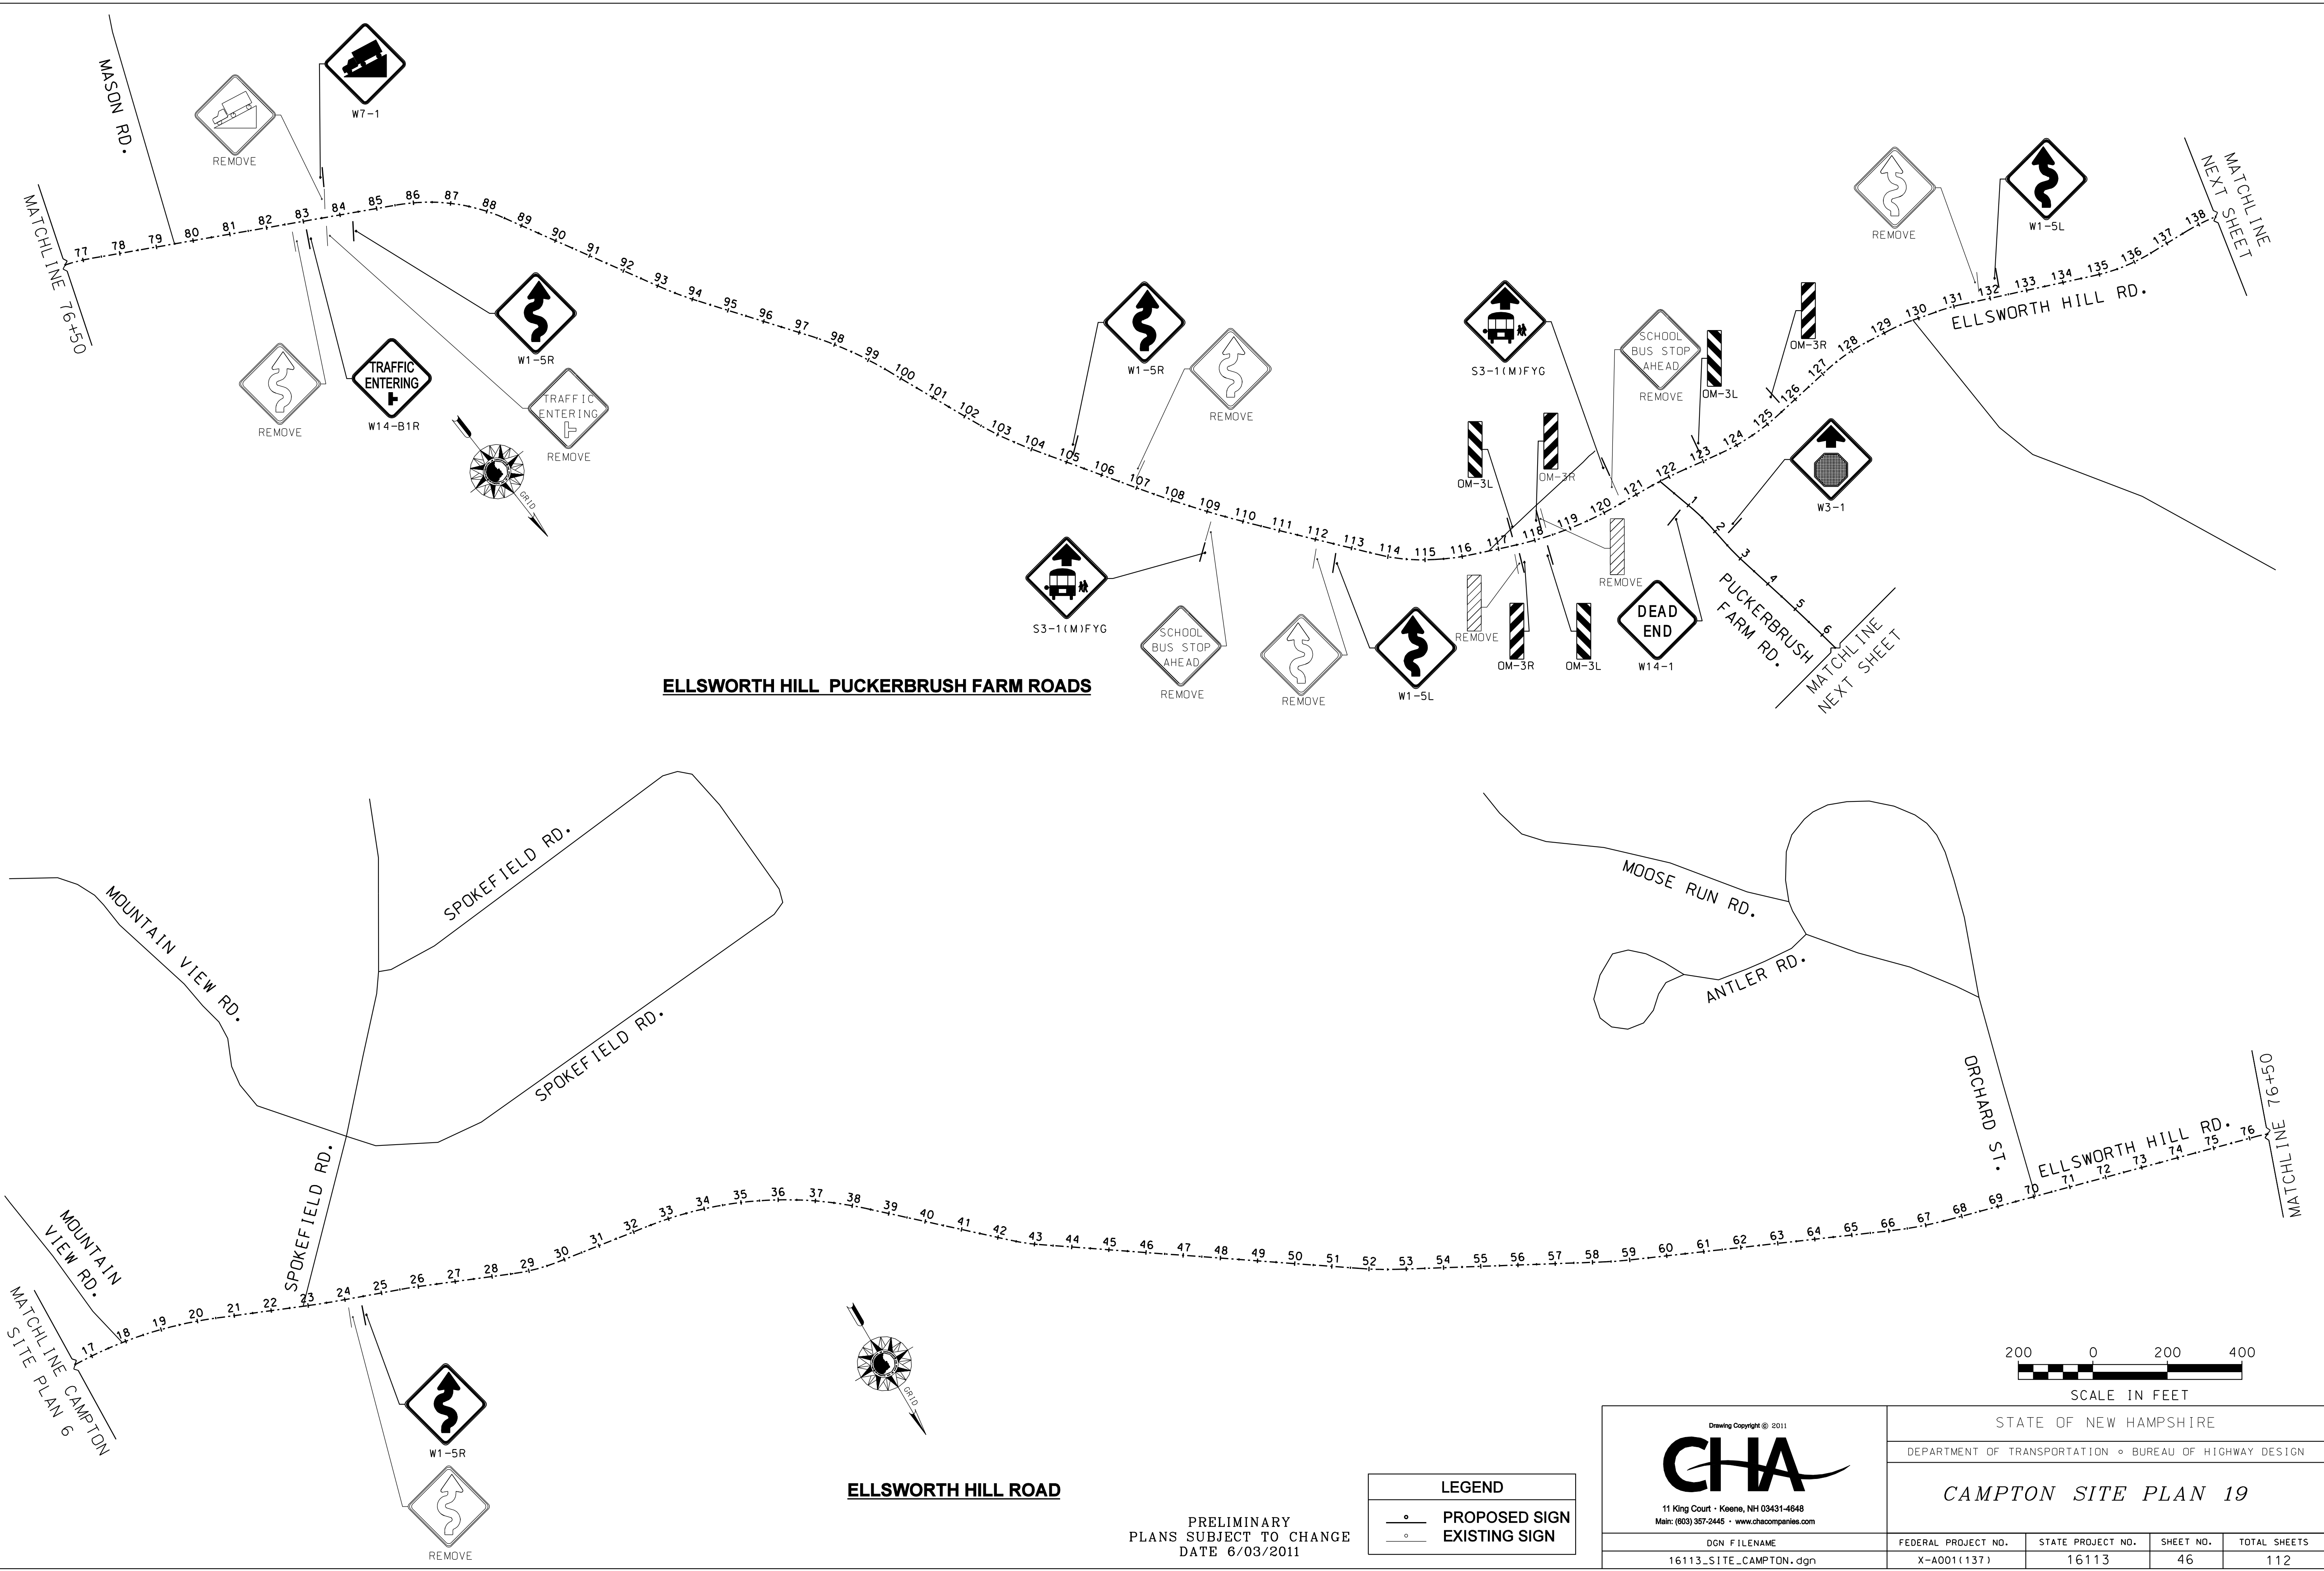 MASON RD.
MATCHLINE 76+50
REMOVE
W7-1
77 78 79 80 81 82 83 84 85 86 87 88 89 90 91 92 93 94 95 96 97 98 99 100 101 102 103 104 105 106 107 108 109 110 111 112 113 114 115 116 117 118 119 120 121 122 123 124 125 126 127 128 129 130 131 132 133 134 135 136 137 138
REMOVE
TRAFFIC
ENTERING
W14-B1R
W1-5R
TRAFFIC
ENTERING
REMOVE
GRID
W1-5R
REMOVE
S3-1(M)FYG
SCHOOL
BUS STOP
AHEAD
REMOVE
REMOVE
W1-5L
S3-1(M)FYG
SCHOOL
BUS STOP
AHEAD
REMOVE
OM-3L
OM-3R
OM-3L
OM-3R
REMOVE
OM-3R
OM-3L
REMOVE
DEAD
END
W14-1
W3-1
REMOVE
W1-5L
ELLSWORTH HILL RD.
MATCHLINE
NEXT SHEET
1 2 3 4 5 6
PUCKERBRUSH
FARM RD.
MATCHLINE
NEXT SHEET
ELLSWORTH HILL PUCKERBRUSH FARM ROADS
MOUNTAIN VIEW RD.
SPOKEFIELD RD.
SPOKEFIELD RD.
SPOKEFIELD RD.
MOUNTAIN
VIEW RD.
MATCHLINE CAMPTON
SITE PLAN 6
17 18 19 20 21 22 23 24 25 26 27 28 29 30 31 32 33 34 35 36 37 38 39 40 41 42 43 44 45 46 47 48 49 50 51 52 53 54 55 56 57 58 59 60 61 62 63 64 65 66 67 68 69 70 71 72 73 74 75 76
W1-5R
REMOVE
GRID
MOOSE RUN RD.
ANTLER RD.
ORCHARD ST.
ELLSWORTH HILL RD.
MATCHLINE 76+50
ELLSWORTH HILL ROAD
PRELIMINARY
PLANS SUBJECT TO CHANGE
DATE 6/03/2011
LEGEND
PROPOSED SIGN
EXISTING SIGN
200 0 200 400
SCALE IN FEET
Drawing Copyright © 2011
CHA
11 King Court • Keene, NH 03431-4648
Main: (603) 357-2445 • www.chacompanies.com
DGN FILENAME
16113_SITE_CAMPTON.dgn
STATE OF NEW HAMPSHIRE
DEPARTMENT OF TRANSPORTATION ∘ BUREAU OF HIGHWAY DESIGN
CAMPTON SITE PLAN 19
FEDERAL PROJECT NO. STATE PROJECT NO. SHEET NO. TOTAL SHEETS
X-A001(137) 16113 46 112